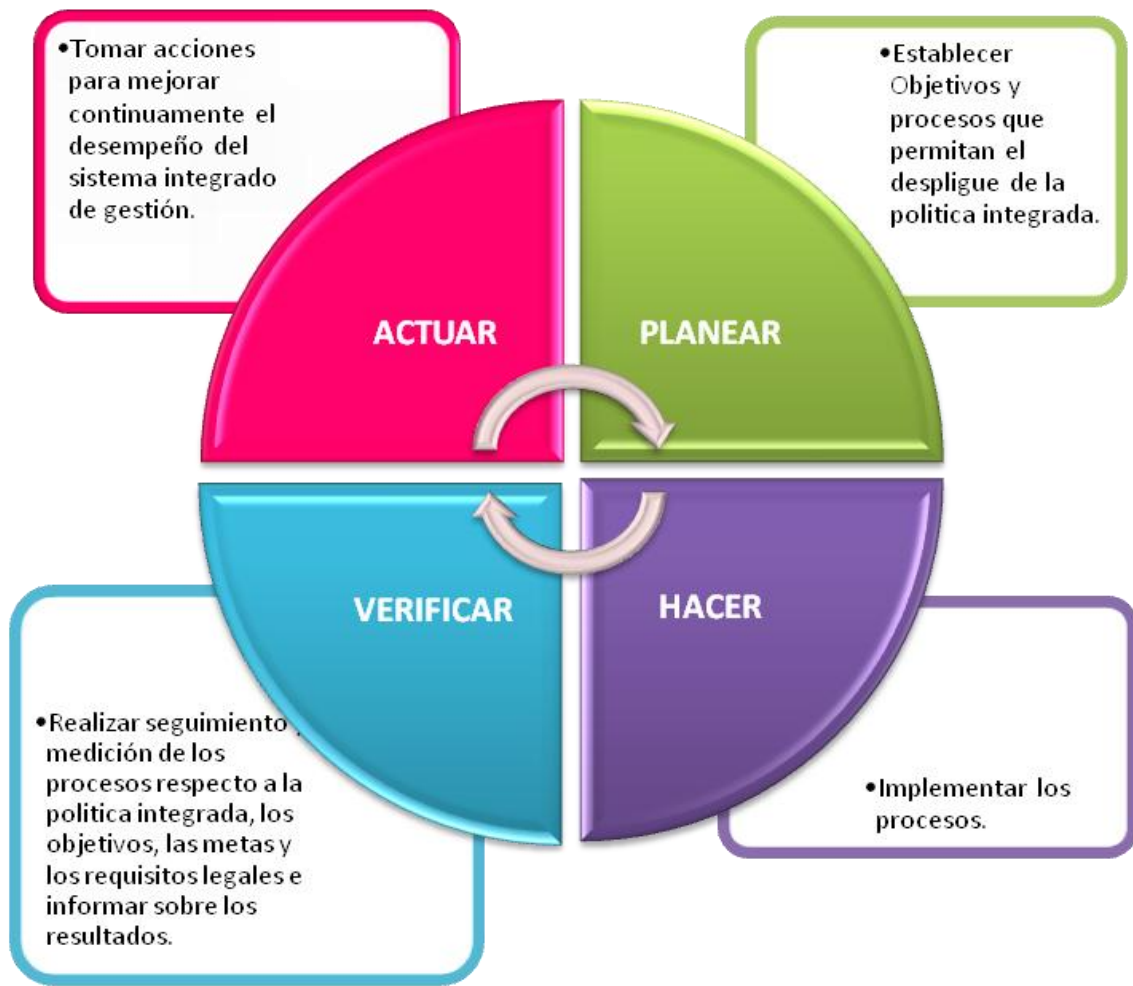 •Tomar acciones
para mejorar
continuamente el
desempeño del
sistema integrado
de gestión.
•Establecer
Objetivos y
procesos que
permitan el
despligue de la
politica integrada.
ACTUAR
PLANEAR
VERIFICAR
HACER
•Realizar seguimiento
medición de los
procesos respecto a la
politica integrada, los
objetivos, las metas y
los requisitos legales e
informar sobre los
resultados.
•Implementar los
procesos.